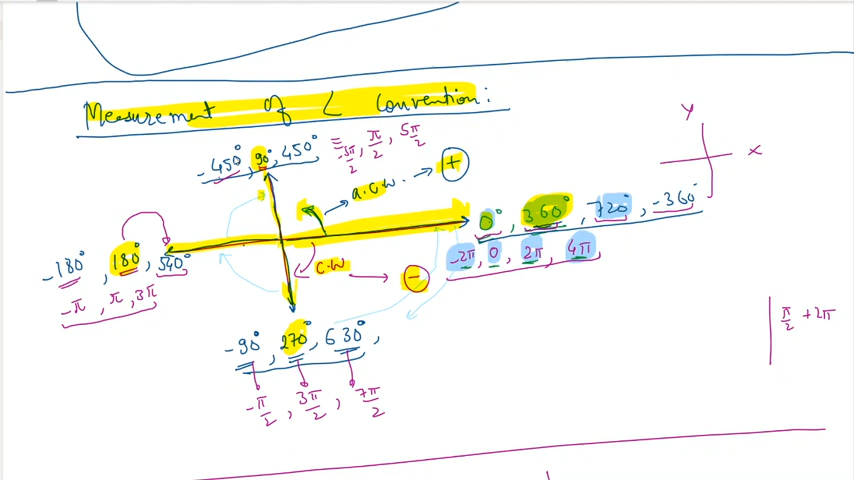 Measurement of ∠ Convention:
-450°, 90°, 450° ≡ -3π/2, π/2, 5π/2
a.c.w. → +
y
x
0°, 360°, 720°, -360°
-2π, 0, 2π, 4π
-180°, 180°, 540°
-π, π, 3π
c.w → -
-90°, 270°, 630°,
-π/2, 3π/2, 7π/2
π/2 + 2π